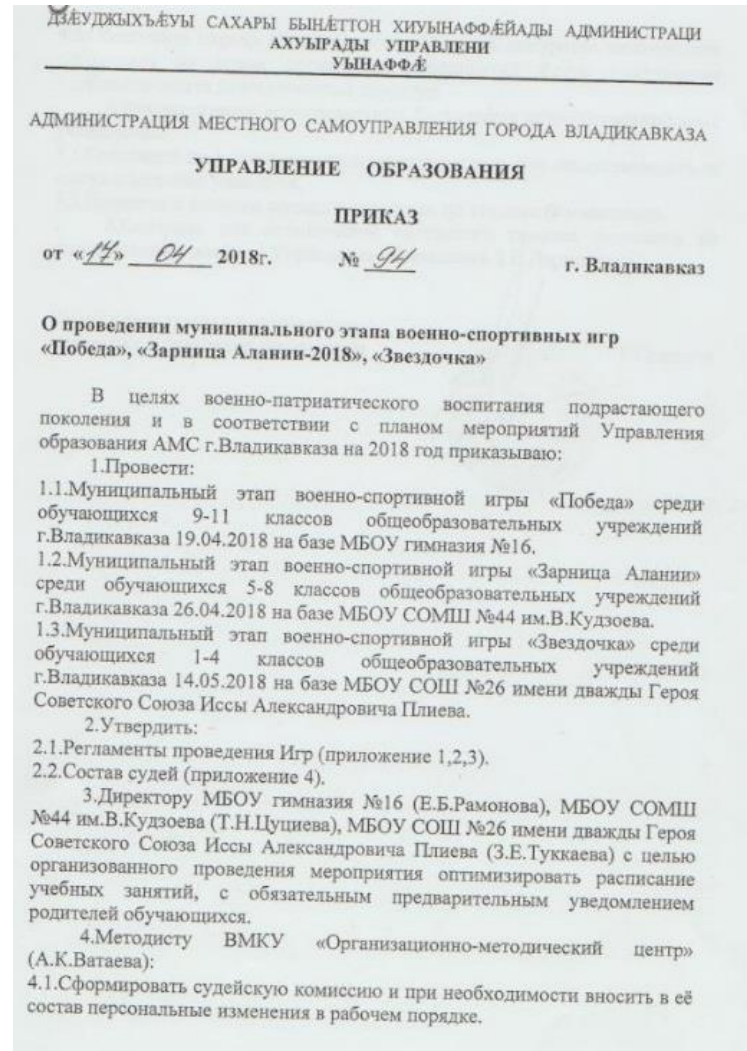 ДЗÆУДЖЫХЪÆУЫ САХАРЫ БЫНÆТТОН ХИУЫНАФФÆЙАДЫ АДМИНИСТРАЦИ
АХУЫРАДЫ УПРАВЛЕНИ
УЫНАФФÆ
АДМИНИСТРАЦИЯ МЕСТНОГО САМОУПРАВЛЕНИЯ ГОРОДА ВЛАДИКАВКАЗА
УПРАВЛЕНИЕ ОБРАЗОВАНИЯ
ПРИКАЗ
от «17» 04 2018г. № 94 г. Владикавказ
О проведении муниципального этапа военно-спортивных игр
«Победа», «Зарница Алании-2018», «Звездочка»
В целях военно-патриатического воспитания подрастающего
поколения и в соответствии с планом мероприятий Управления
образования АМС г.Владикавказа на 2018 год приказываю:
1.Провести:
1.1.Муниципальный этап военно-спортивной игры «Победа» среди
обучающихся 9-11 классов общеобразовательных учреждений
г.Владикавказа 19.04.2018 на базе МБОУ гимназия №16.
1.2.Муниципальный этап военно-спортивной игры «Зарница Алании»
среди обучающихся 5-8 классов общеобразовательных учреждений
г.Владикавказа 26.04.2018 на базе МБОУ СОМШ №44 им.В.Кудзоева.
1.3.Муниципальный этап военно-спортивной игры «Звездочка» среди
обучающихся 1-4 классов общеобразовательных учреждений
г.Владикавказа 14.05.2018 на базе МБОУ СОШ №26 имени дважды Героя
Советского Союза Иссы Александровича Плиева.
2.Утвердить:
2.1.Регламенты проведения Игр (приложение 1,2,3).
2.2.Состав судей (приложение 4).
3.Директору МБОУ гимназия №16 (Е.Б.Рамонова), МБОУ СОМШ
№44 им.В.Кудзоева (Т.Н.Цуциева), МБОУ СОШ №26 имени дважды Героя
Советского Союза Иссы Александровича Плиева (З.Е.Туккаева) с целью
организованного проведения мероприятия оптимизировать расписание
учебных занятий, с обязательным предварительным уведомлением
родителей обучающихся.
4.Методисту ВМКУ «Организационно-методический центр»
(А.К.Ватаева):
4.1.Сформировать судейскую комиссию и при необходимости вносить в её
состав персональные изменения в рабочем порядке.